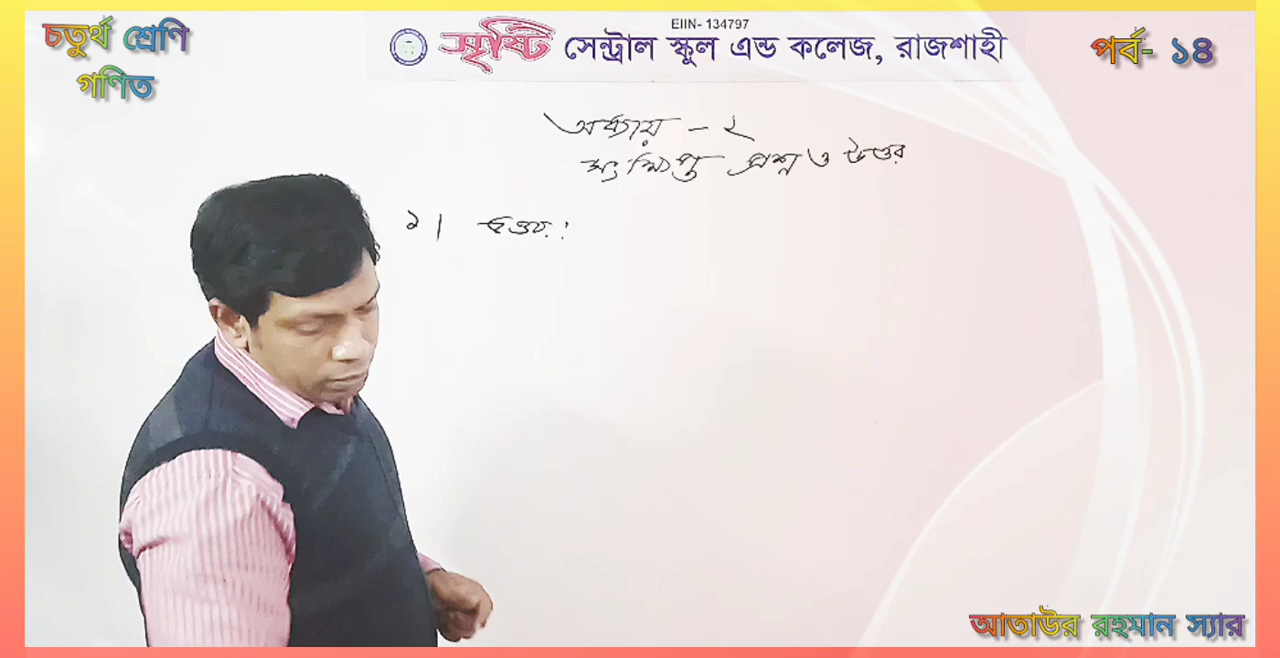 চতুর্থ শ্রেণি
গণিত
EIIN- 134797
সৃষ্টি সেন্ট্রাল স্কুল এন্ড কলেজ, রাজশাহী
পর্ব- ১৪
অধ্যায় - ২
সংক্ষিপ্ত প্রশ্ন ও উত্তর
১। উত্তর :
আতাউর রহমান স্যার